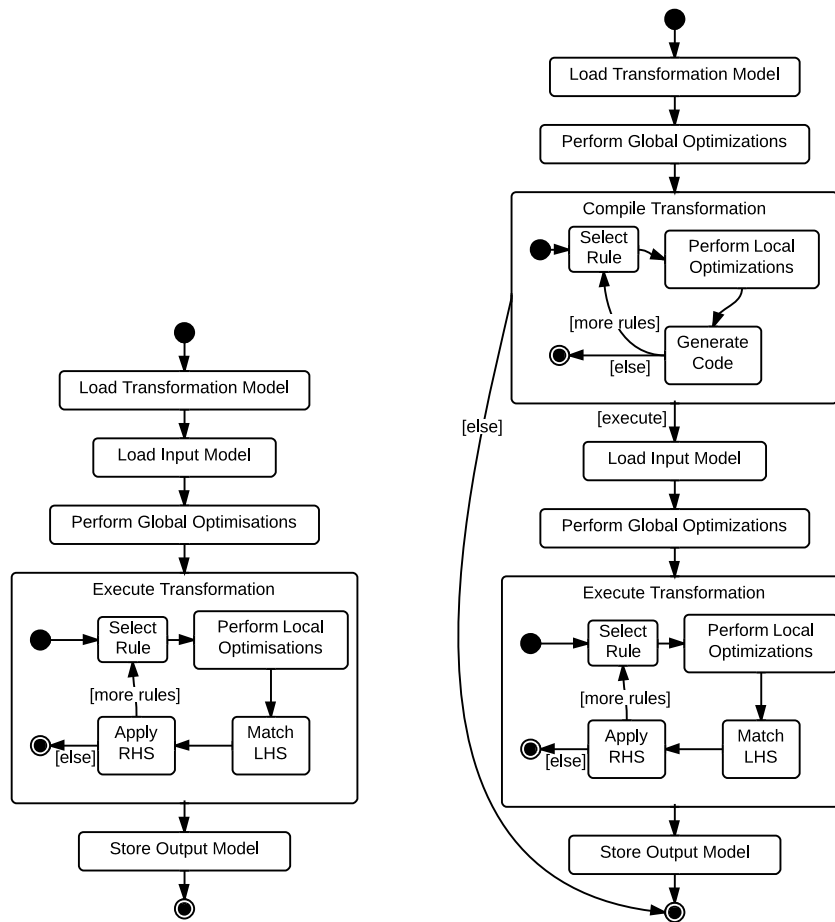 Load Transformation Model
Load Input Model
Perform Global Optimisations
Execute Transformation
Select
Rule
Perform Local
Optimisations
[more rules]
Apply
RHS
Match
LHS
[else]
Store Output Model
Load Transformation Model
Perform Global Optimizations
Compile Transformation
Select
Rule
Perform Local
Optimizations
[more rules]
Generate
Code
[else]
[else]
[execute]
Load Input Model
Perform Global Optimizations
Execute Transformation
Select
Rule
Perform Local
Optimizations
[more rules]
Apply
RHS
Match
LHS
[else]
Store Output Model